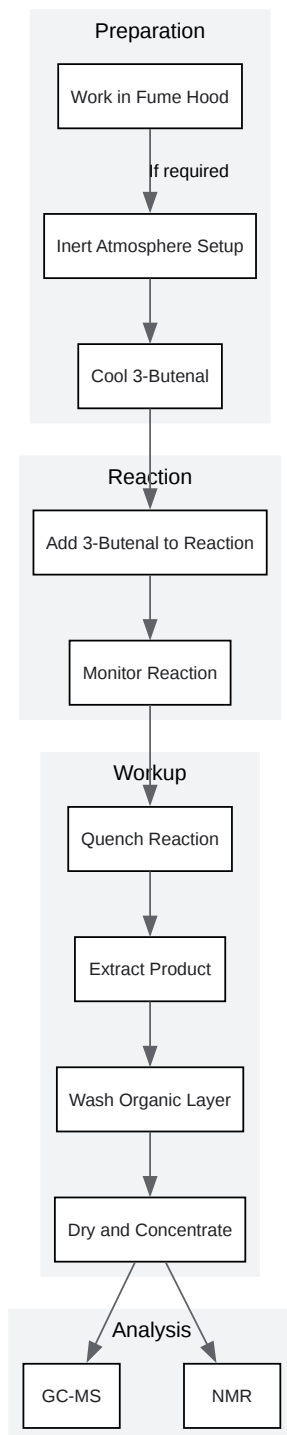 Preparation
Work in Fume Hood
If required
Inert Atmosphere Setup
Cool 3-Butenal
Reaction
Add 3-Butenal to Reaction
Monitor Reaction
Workup
Quench Reaction
Extract Product
Wash Organic Layer
Dry and Concentrate
Analysis
GC-MS
NMR